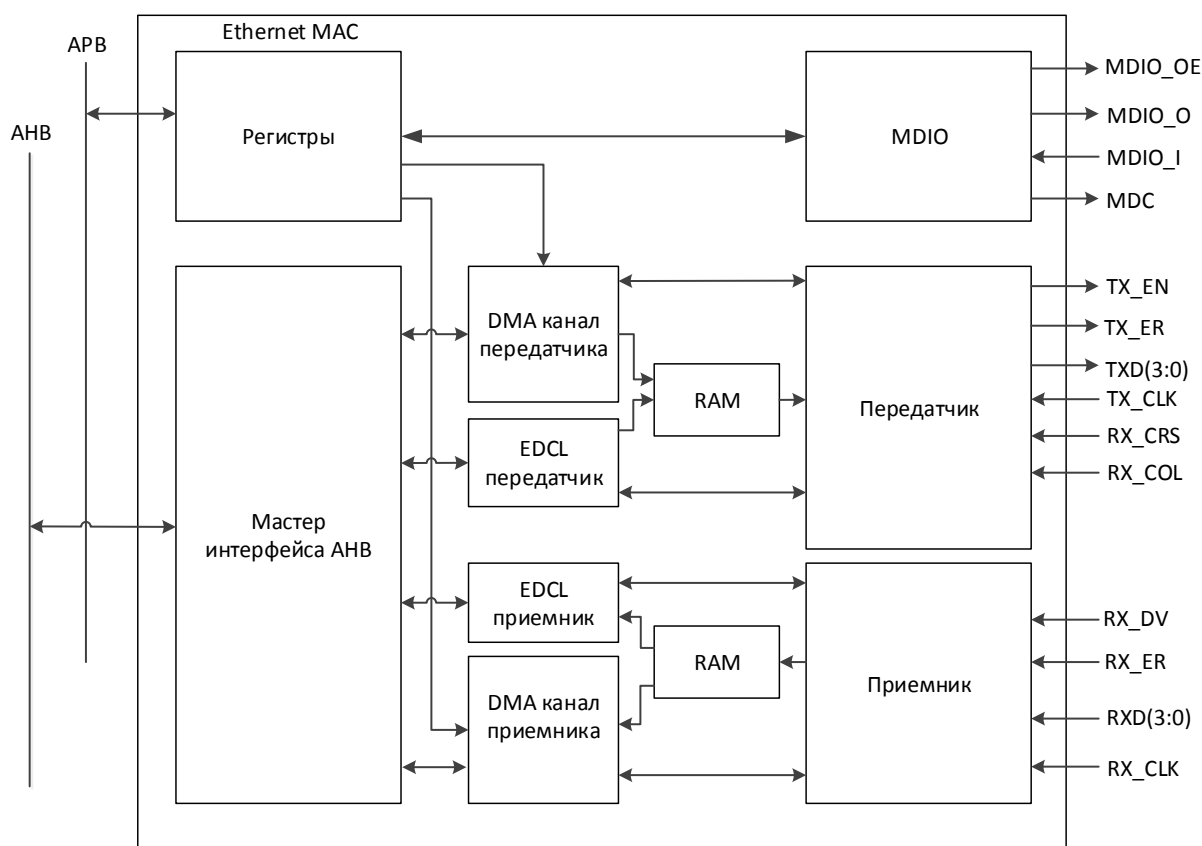 Ethernet MAC
APB
AHB
Регистры
MDIO
MDIO_OE
MDIO_O
MDIO_I
MDC
DMA канал
передатчика
RAM
EDCL
передатчик
Передатчик
TX_EN
TX_ER
TXD(3:0)
TX_CLK
RX_CRS
RX_COL
Мастер
интерфейса AHB
EDCL
приемник
RAM
DMA канал
приемника
Приемник
RX_DV
RX_ER
RXD(3:0)
RX_CLK